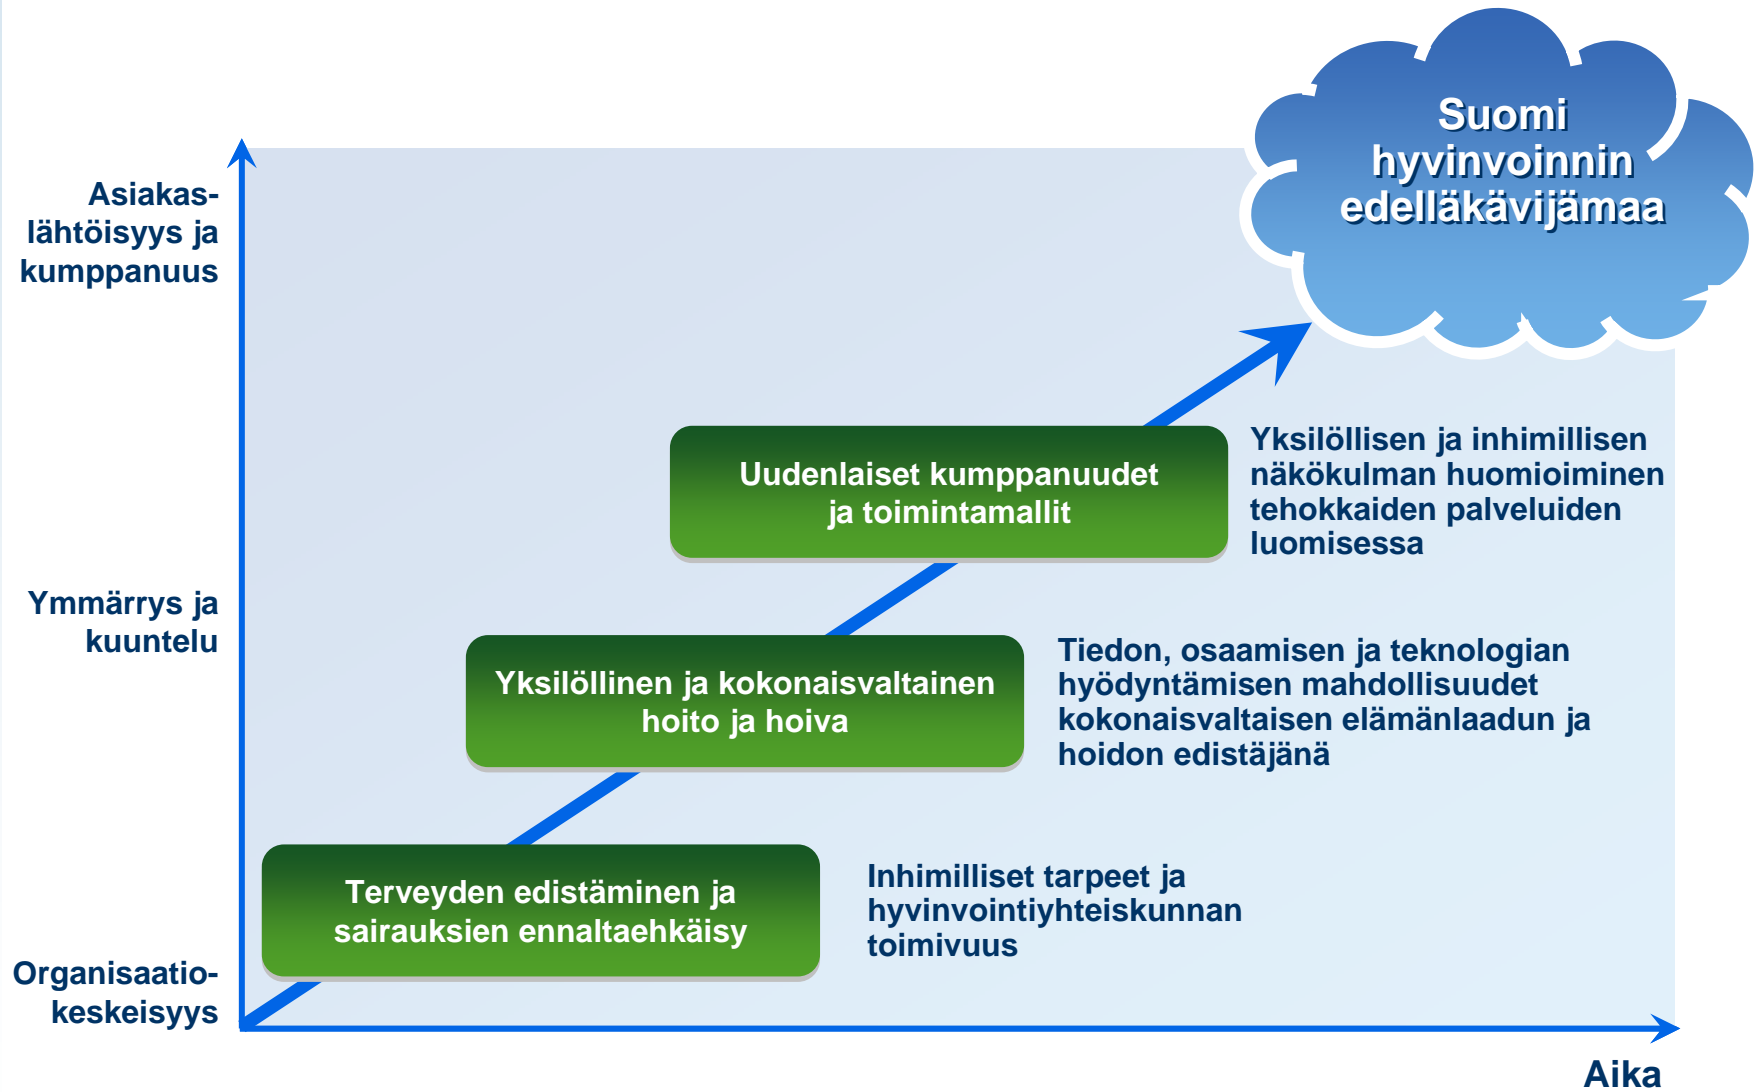 Suomi
hyvinvoinnin
edelläkävijämaa
Asiakas-
lähtöisyys ja
kumppanuus
Uudenlaiset kumppanuudet
ja toimintamallit
Yksilöllisen ja inhimillisen
näkökulman huomioiminen
tehokkaiden palveluiden
luomisessa
Ymmärrys ja
kuuntelu
Yksilöllinen ja kokonaisvaltainen
hoito ja hoiva
Tiedon, osaamisen ja teknologian
hyödyntämisen mahdollisuudet
kokonaisvaltaisen elämänlaadun ja
hoidon edistäjänä
Terveyden edistäminen ja
sairauksien ennaltaehkäisy
Inhimilliset tarpeet ja
hyvinvointiyhteiskunnan
toimivuus
Organisaatio-
keskeisyys
Aika